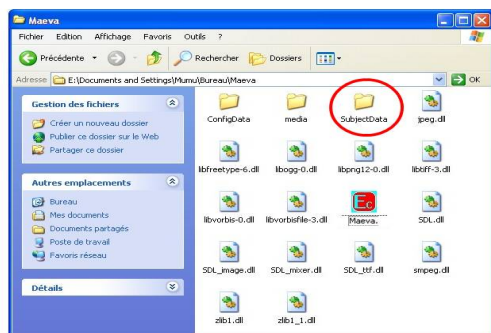 Maeva
Fichier Edition Affichage Favoris Outils ?
Précédente Rechercher Dossiers
Adresse E:\Documents and Settings\Mumu\Bureau\Maeva OK
Gestion des fichiers
Créer un nouveau dossier
Publier ce dossier sur le Web
Partager ce dossier
Autres emplacements
Bureau
Mes documents
Documents partagés
Poste de travail
Favoris réseau
Détails
ConfigData media SubjectData jpeg.dll
libfreetype-6.dll libogg-0.dll libpng12-0.dll libtiff-3.dll
libvorbis-0.dll libvorbisfile-3.dll Maeva. SDL.dll
SDL_image.dll SDL_mixer.dll SDL_ttf.dll smpeg.dll
zlib1.dll zlib1_1.dll